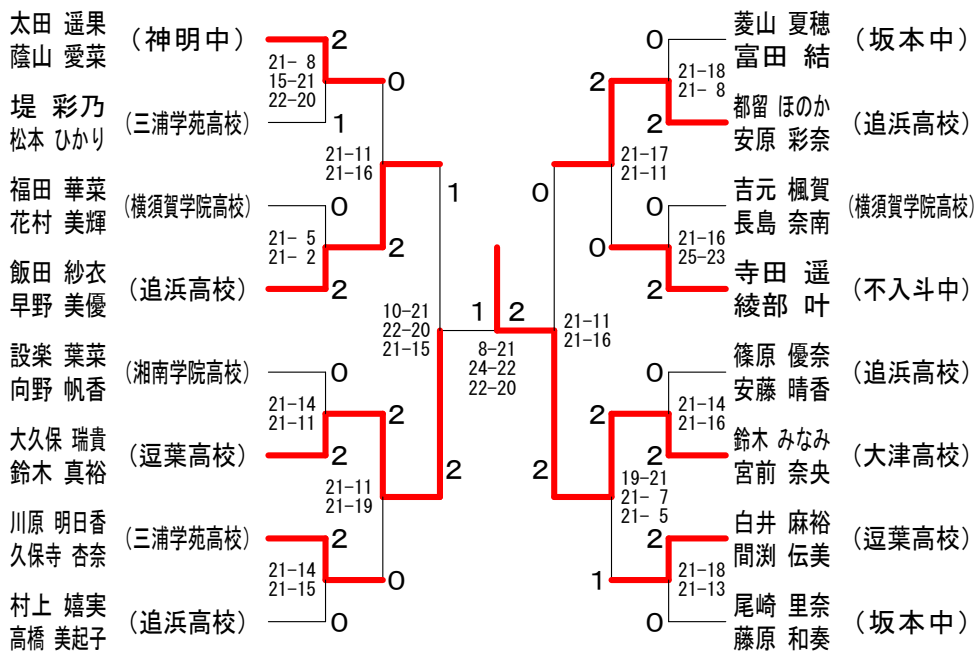 太田 遥果
蔭山 愛菜
(神明中)
2
21- 8
15-21
22-20
0
堤 彩乃
松本 ひかり
(三浦学苑高校)
1
21-11
21-16
1
福田 華菜
花村 美輝
(横須賀学院高校)
0
21- 5
21- 2
2
飯田 紗衣
早野 美優
(追浜高校)
2
10-21
22-20
21-15
設楽 葉菜
向野 帆香
(湘南学院高校)
0
21-14
21-11
2
大久保 瑞貴
鈴木 真裕
(逗葉高校)
2
21-11
21-19
2
川原 明日香
久保寺 杏奈
(三浦学苑高校)
2
21-14
21-15
0
村上 嬉実
高橋 美起子
(追浜高校)
0
1
2
8-21
24-22
22-20
0
菱山 夏穂
富田 結
(坂本中)
2
21-18
21- 8
都留 ほのか
安原 彩奈
(追浜高校)
2
21-17
21-11
0
吉元 楓賀
長島 奈南
(横須賀学院高校)
0
0
21-16
25-23
寺田 遥
綾部 叶
(不入斗中)
2
21-11
21-16
篠原 優奈
安藤 晴香
(追浜高校)
0
2
21-14
21-16
鈴木 みなみ
宮前 奈央
(大津高校)
2
2
19-21
21- 7
21- 5
白井 麻裕
間渕 伝美
(逗葉高校)
2
1
21-18
21-13
尾崎 里奈
藤原 和奏
(坂本中)
0